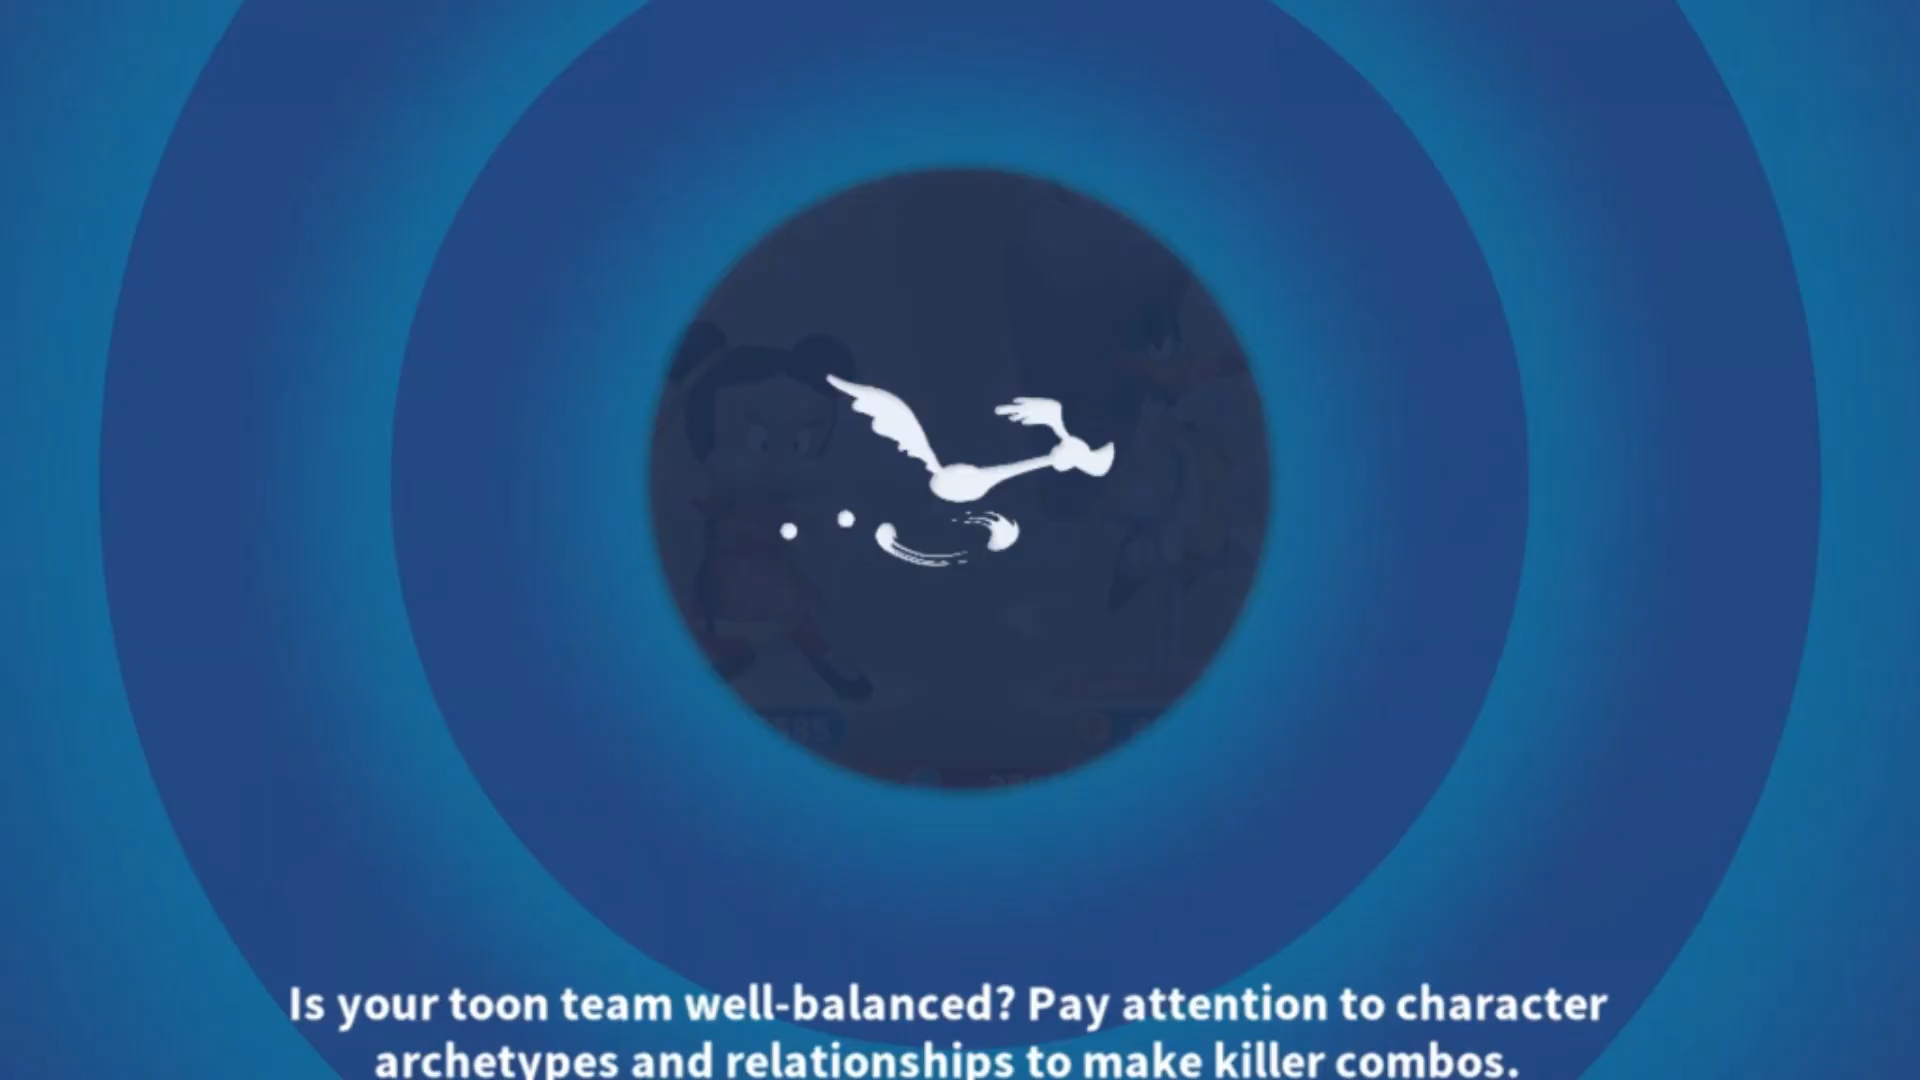 Is your toon team well-balanced? Pay attention to character
archetypes and relationships to make killer combos.